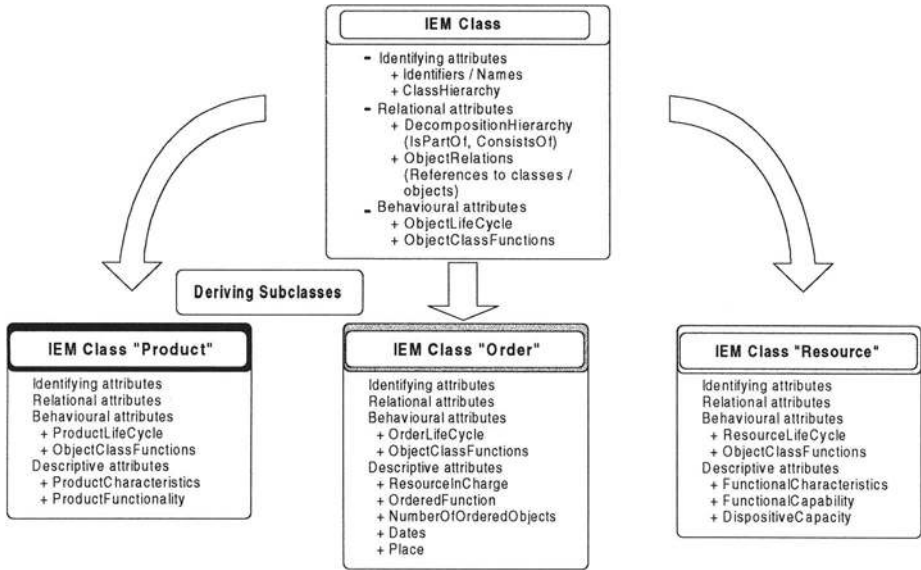 IEM Class
- Identifying attributes
+ Identifiers / Names
+ ClassHierarchy
- Relational attributes
+ DecompositionHierarchy
(IsPartOf, ConsistsOf)
+ ObjectRelations
(References to classes /
objects)
- Behavioural attributes
+ ObjectLifeCycle
+ ObjectClassFunctions
Deriving Subclasses
IEM Class "Product"
Identifying attributes
Relational attributes
Behavioural attributes
+ ProductLifeCycle
+ ObjectClassFunctions
Descriptive attributes
+ ProductCharacteristics
+ ProductFunctionality
IEM Class "Order"
Identifying attributes
Relational attributes
Behavioural attributes
+ OrderLifeCycle
+ ObjectClassFunctions
Descriptive attributes
+ ResourceInCharge
+ OrderedFunction
+ NumberOfOrderedObjects
+ Dates
+ Place
IEM Class "Resource"
Identifying attributes
Relational attributes
Behavioural attributes
+ ResourceLifeCycle
+ ObjectClassFunctions
Descriptive attributes
+ FunctionalCharacteristics
+ FunctionalCapability
+ DispositiveCapacity